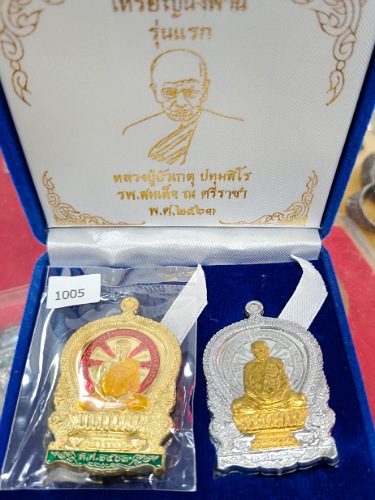 เหรียญนั่งพาน
รุ่นแรก
หลวงปู่บัวเกตุ ปทุมสิโร
รพ.สมเด็จ ณ ศรีราชา
พ.ศ.๒๕๖๓
1005